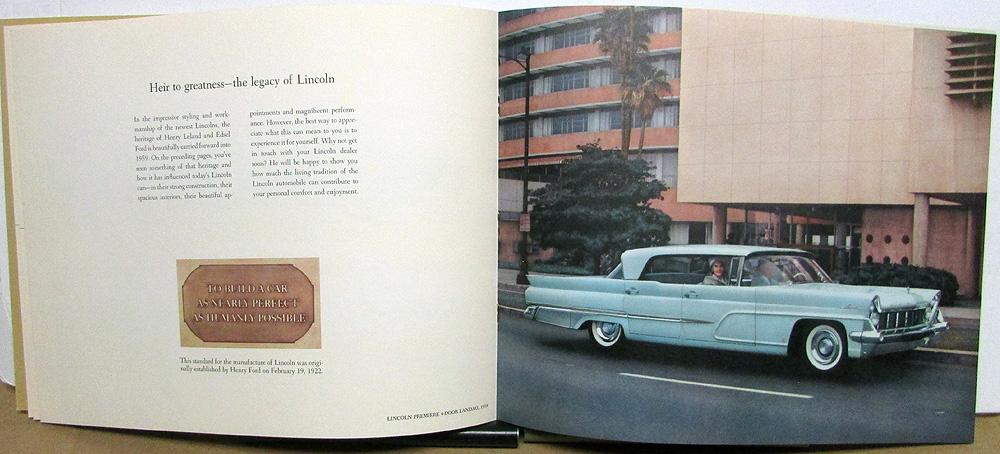 Heir to greatness—the legacy of Lincoln
In the impressive styling and work-
manship of the newest Lincolns, the
heritage of Henry Leland and Edsel
Ford is beautifully carried forward into
1959. On the preceding pages, you've
seen something of that heritage and
how it has influenced today's Lincoln
cars—in their strong construction, their
spacious interiors, their beautiful ap-
pointments and magnificent perform-
ance. However, the best way to appre-
ciate what this can mean to you is to
experience it for yourself. Why not get
in touch with your Lincoln dealer
soon? He will be happy to show you
how much the living tradition of the
Lincoln automobile can contribute to
your personal comfort and enjoyment.
TO BUILD A CAR
AS NEARLY PERFECT
AS HUMANLY POSSIBLE
This standard for the manufacture of Lincoln was origi-
nally established by Henry Ford on February 19, 1922.
LINCOLN PREMIERE 4-DOOR LANDAU, 1959